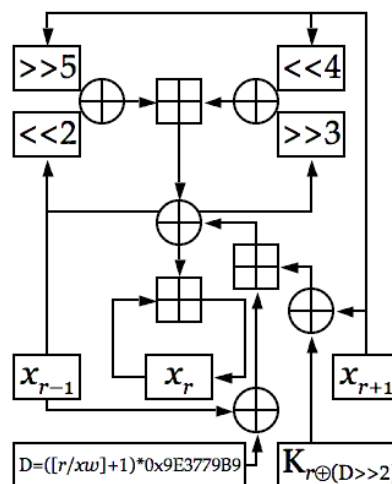 >>5
<<4
<<2
>>3
x_{r-1}
x_r
x_{r+1}
D=([r/xw]+1)*0x9E3779B9
K_{r⊕(D>>2)}